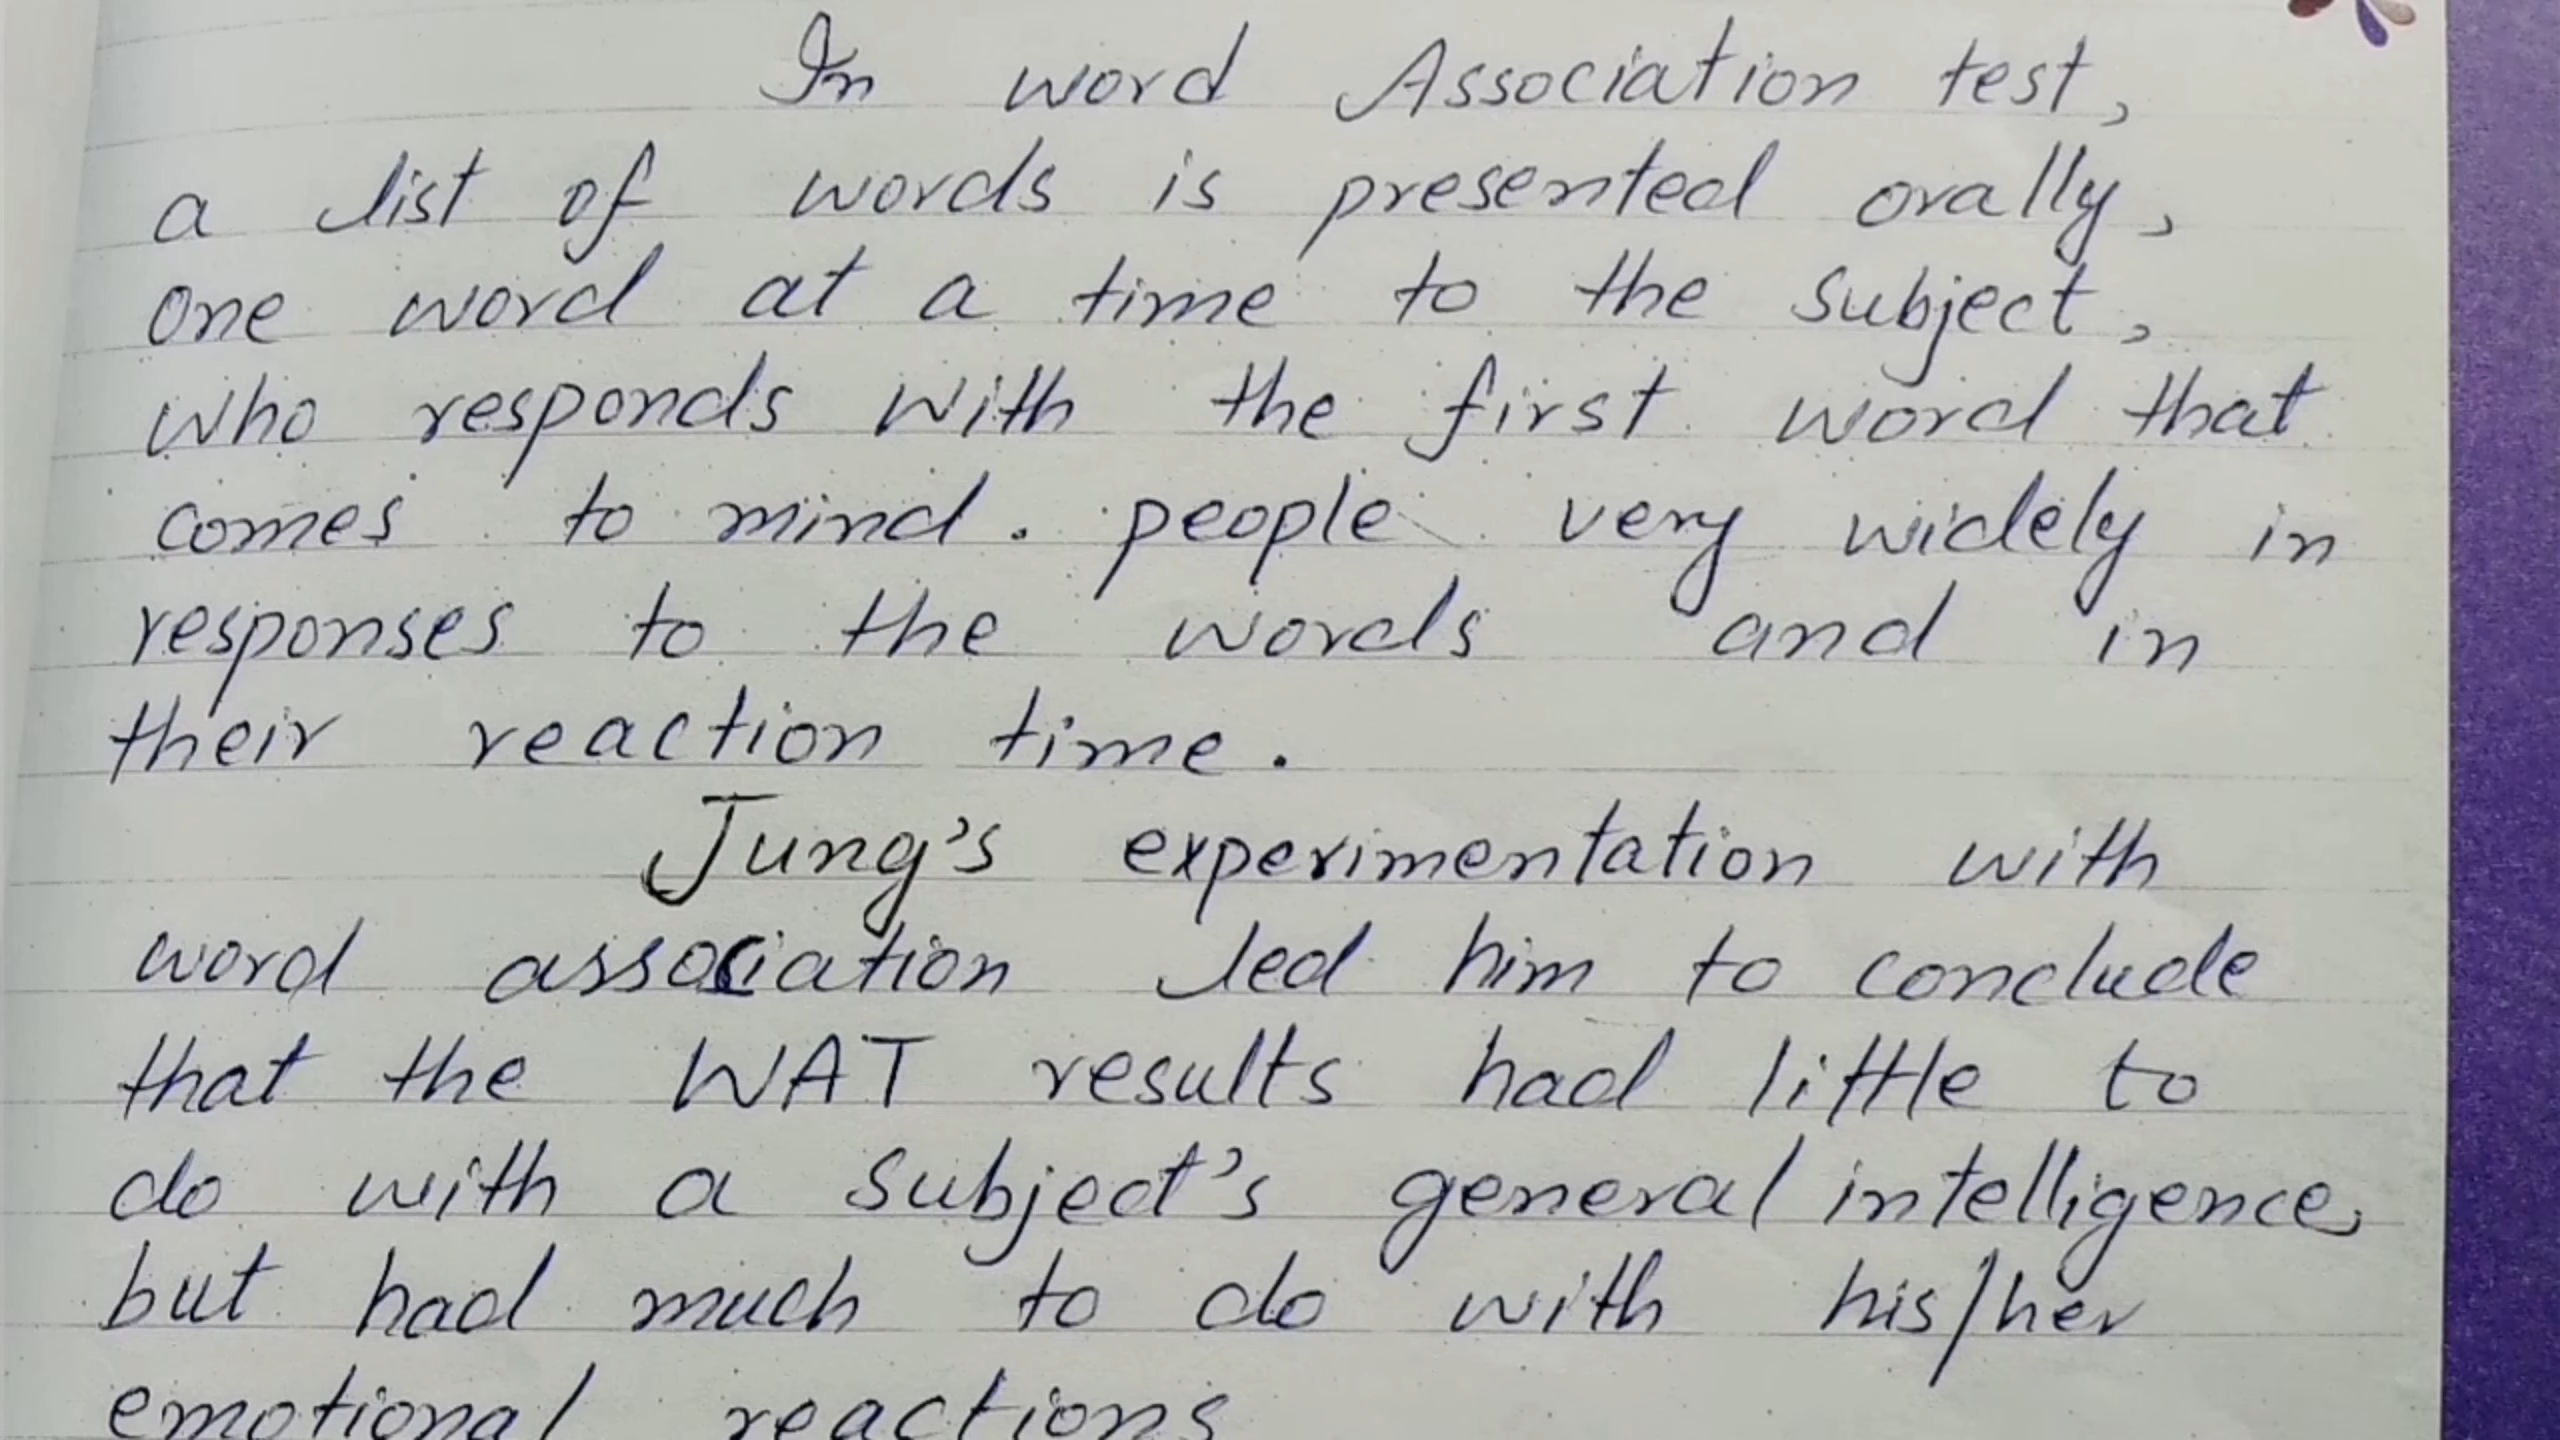 In word Association test,
a list of words is presented orally,
one word at a time to the subject,
who responds with the first word that
comes to mind. people very widely in
responses to the words and in
their reaction time.
Jung's experimentation with
word association led him to conclude
that the WAT results had little to
do with a subject's general intelligence,
but had much to do with his/her
emotional reactions